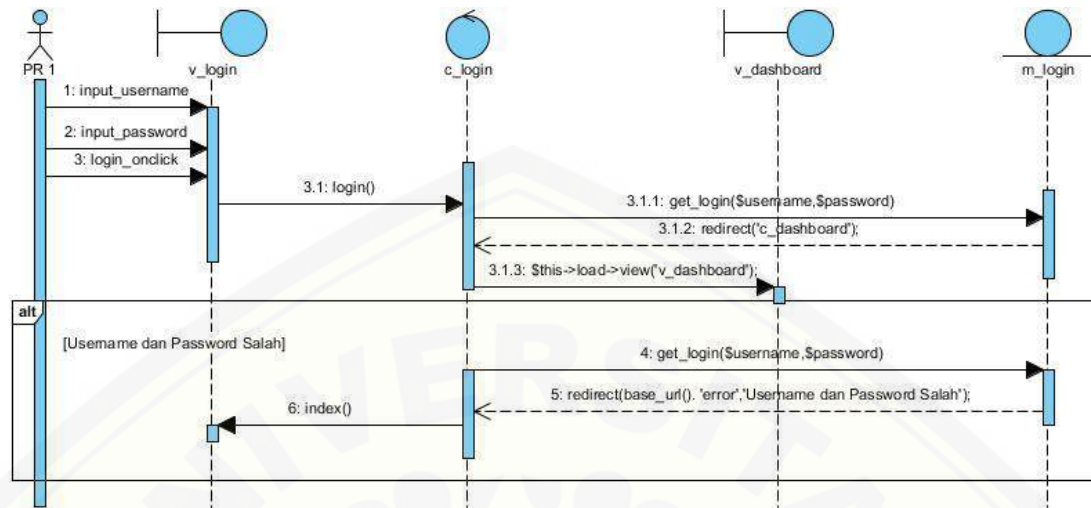 PR 1
v_login
c_login
v_dashboard
m_login
1: input_username
2: input_password
3: login_onclick
3.1: login()
3.1.1: get_login($username,$password)
3.1.2: redirect('c_dashboard');
3.1.3: $this->load->view("v_dashboard");
alt
[Username dan Password Salah]
4: get_login($username,$password)
5: redirect(base_url(). 'error','Username dan Password Salah");
6: index()
NIVERSITA